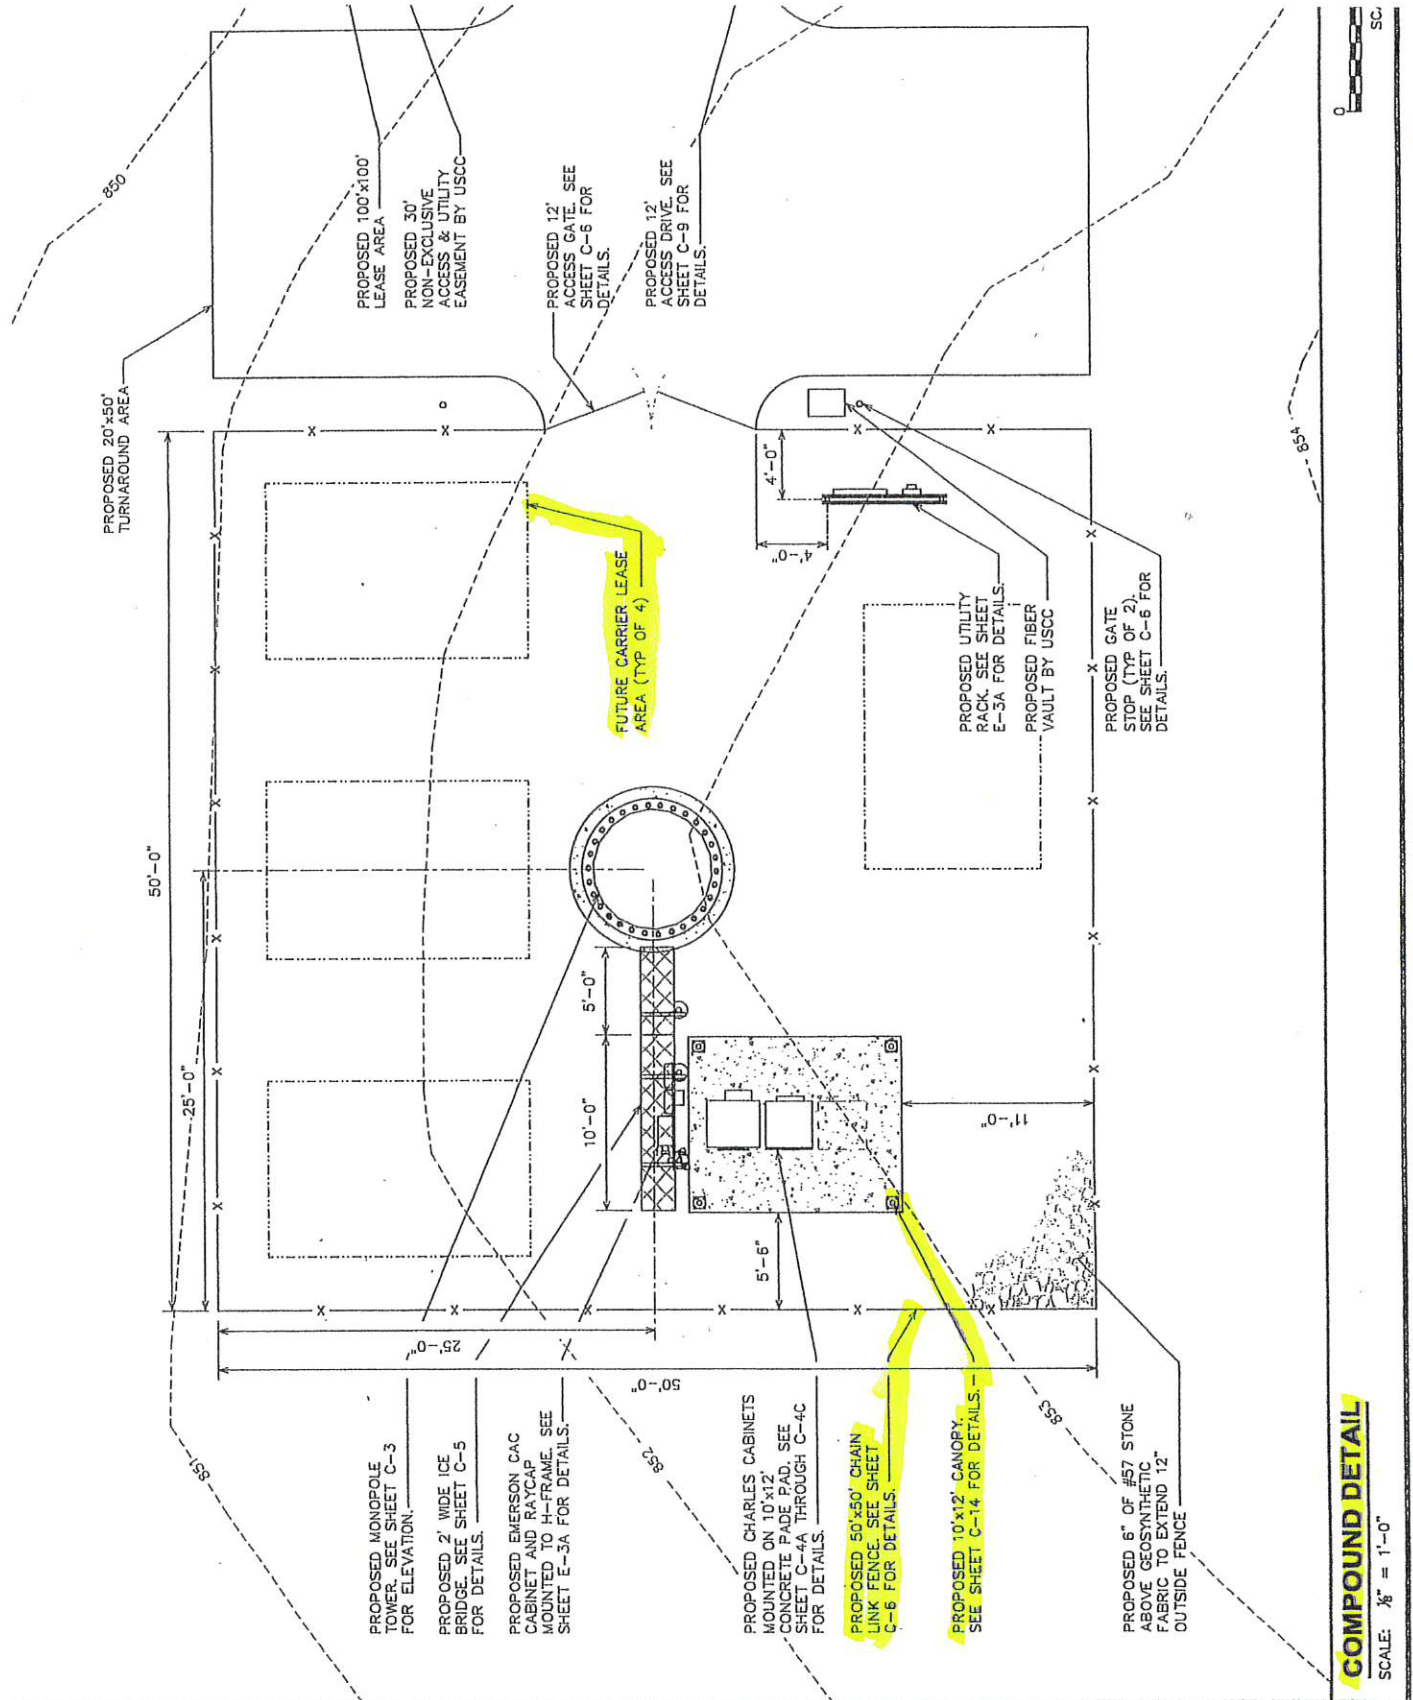 PROPOSED 20'x50'
TURNAROUND AREA
850
PROPOSED 100'x100'
LEASE AREA
PROPOSED 30'
NON-EXCLUSIVE
ACCESS & UTILITY
EASEMENT BY USCC
PROPOSED 12'
ACCESS GATE. SEE
SHEET C-6 FOR
DETAILS.
PROPOSED 12'
ACCESS DRIVE. SEE
SHEET C-9 FOR
DETAILS.
50'-0"
25'-0"
FUTURE CARRIER LEASE
AREA (TYP OF 4)
4'-0"
4'-0"
854
PROPOSED UTILITY
RACK. SEE SHEET
E-3A FOR DETAILS.
PROPOSED FIBER
VAULT BY USCC
PROPOSED GATE
STOP (TYP OF 2).
SEE SHEET C-6 FOR
DETAILS.
5'-0"
10'-0"
5'-6"
11'-0"
25'-0"
50'-0"
851
852
853
PROPOSED MONOPOLE
TOWER. SEE SHEET C-3
FOR ELEVATION.
PROPOSED 2' WIDE ICE
BRIDGE. SEE SHEET C-5
FOR DETAILS.
PROPOSED EMERSON CAC
CABINET AND RAYCAP
MOUNTED TO H-FRAME. SEE
SHEET E-3A FOR DETAILS.
PROPOSED CHARLES CABINETS
MOUNTED ON 10'x12'
CONCRETE PADE PAD. SEE
SHEET C-4A THROUGH C-4C
FOR DETAILS.
PROPOSED 50'x50' CHAIN
LINK FENCE. SEE SHEET
C-6 FOR DETAILS.
PROPOSED 10'x12' CANOPY.
SEE SHEET C-14 FOR DETAILS.
PROPOSED 6" OF #57 STONE
ABOVE GEOSYNTHETIC
FABRIC TO EXTEND 12"
OUTSIDE FENCE
COMPOUND DETAIL
SCALE: ⅛" = 1'-0"
0